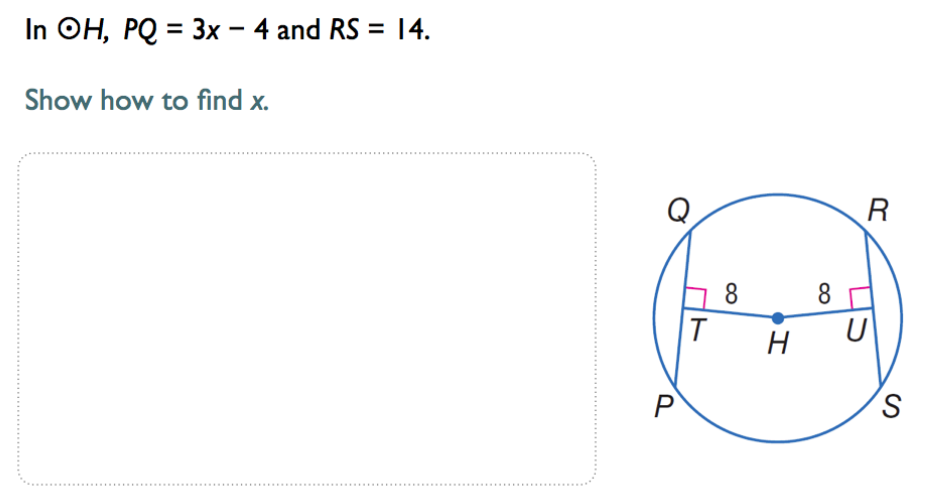 In ⊙H, PQ = 3x − 4 and RS = 14.
Show how to find x.
Q
R
8
8
T
H
U
P
S